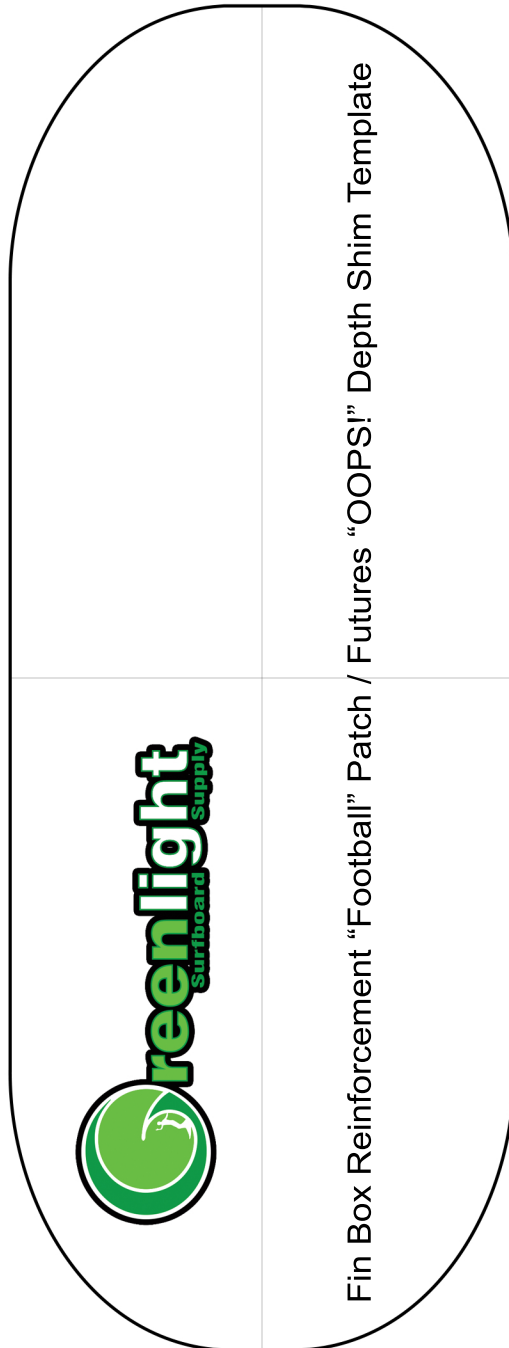 Greenlight
Surfboard Supply
Fin Box Reinforcement “Football” Patch / Futures “OOPS!” Depth Shim Template